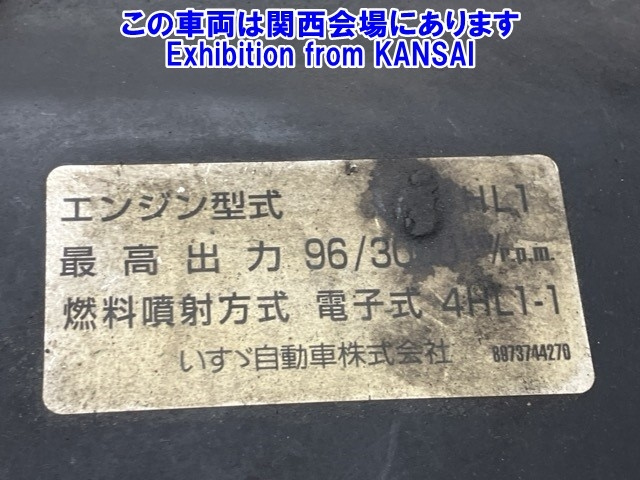 この車両は関西会場にあります
Exhibition from KANSAI
エンジン型式 HL1
最高出力 96/30 /r.p.m.
燃料噴射方式 電子式 4HL1-1
いすゞ自動車株式会社 8973744270